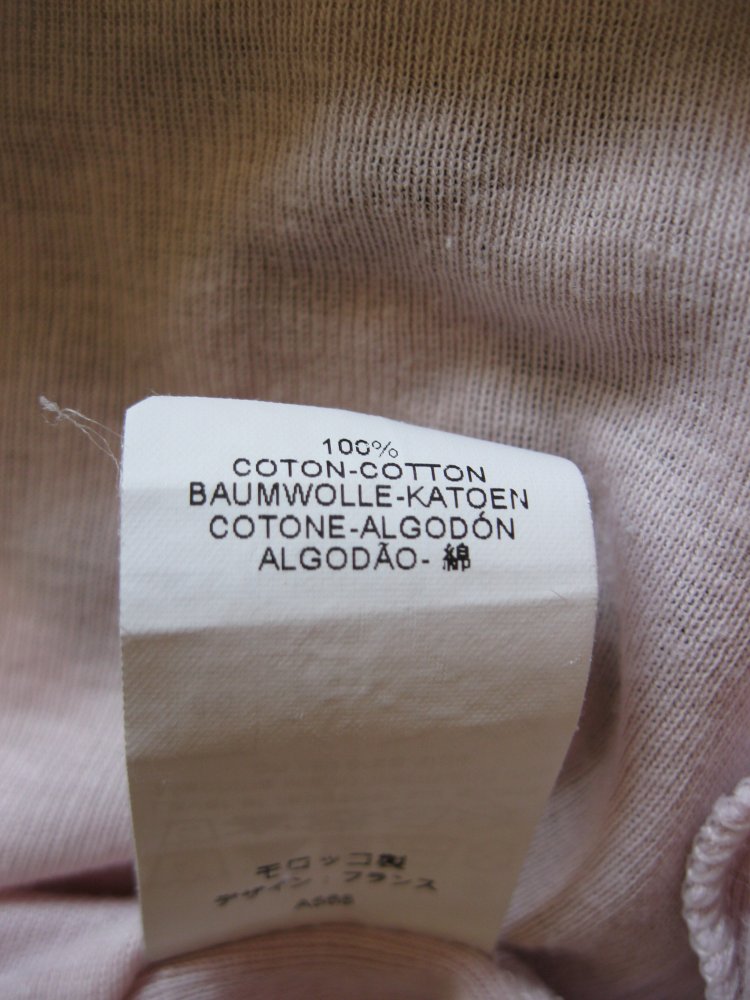 100%
COTON-COTTON
BAUMWOLLE-KATOEN
COTONE-ALGODÓN
ALGODÃO- 綿
モロッコ製
デザイン:フランス